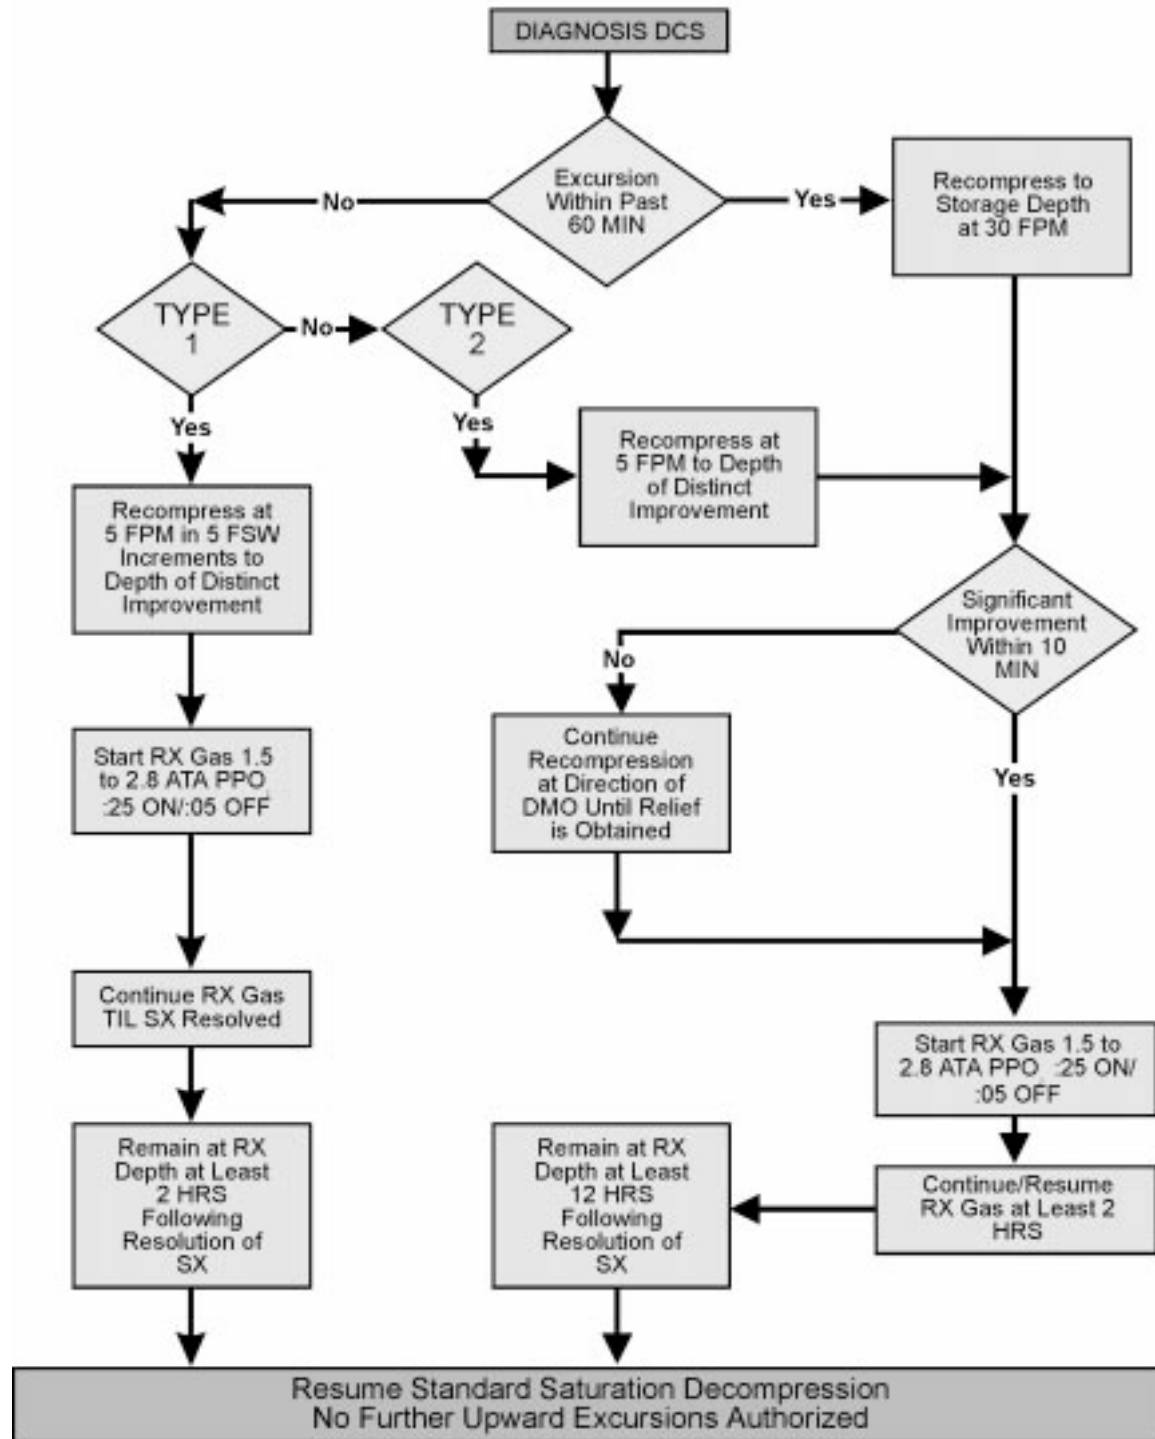 DIAGNOSIS DCS
Excursion
Within Past
60 MIN
No
Yes
Recompress to
Storage Depth
at 30 FPM
TYPE
1
No
TYPE
2
Yes
Yes
Recompress at
5 FPM to Depth
of Distinct
Improvement
Recompress at
5 FPM in 5 FSW
Increments to
Depth of Distinct
Improvement
Significant
Improvement
Within 10
MIN
No
Yes
Continue
Recompression
at Direction of
DMO Until Relief
is Obtained
Start RX Gas 1.5
to 2.8 ATA PPO
:25 ON/:05 OFF
Continue RX Gas
TIL SX Resolved
Start RX Gas 1.5 to
2.8 ATA PPO :25 ON/
:05 OFF
Remain at RX
Depth at Least
2 HRS
Following
Resolution of
SX
Remain at RX
Depth at Least
12 HRS
Following
Resolution of
SX
Continue/Resume
RX Gas at Least 2
HRS
Resume Standard Saturation Decompression
No Further Upward Excursions Authorized